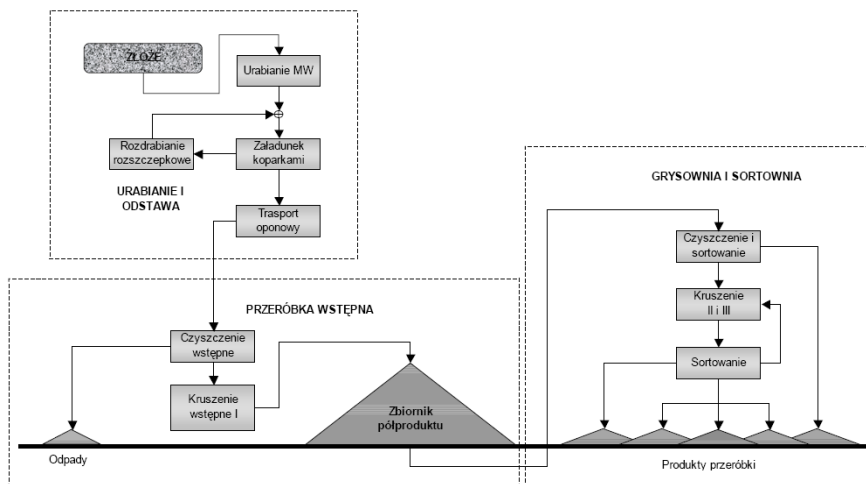 ZŁOŻE
Urabianie MW
Rozdrabianie
rozszczepkowe
Załadunek
koparkami
URABIANIE I
ODSTAWA
Trasport
oponowy
PRZERÓBKA WSTĘPNA
Czyszczenie
wstępne
Kruszenie
wstępne I
Zbiornik
półproduktu
Odpady
GRYSOWNIA I SORTOWNIA
Czyszczenie i
sortowanie
Kruszenie
II i III
Sortowanie
Produkty przeróbki